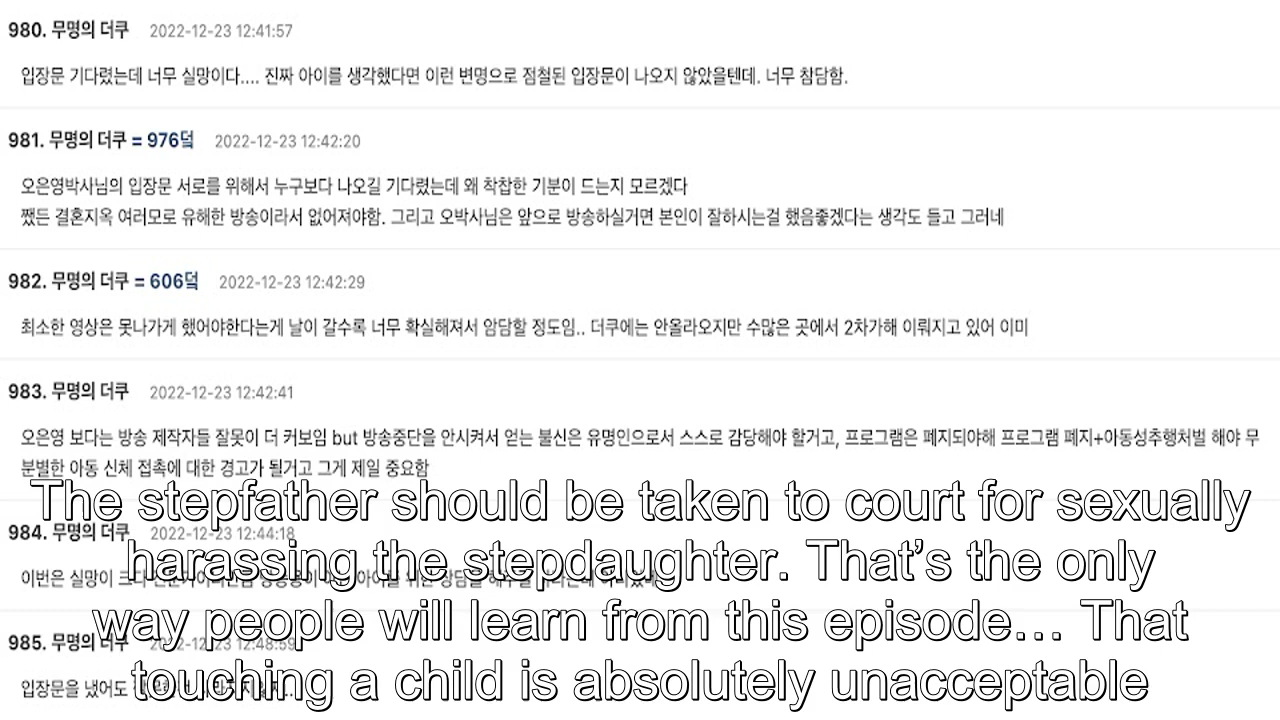 980. 무명의 더쿠 2022-12-23 12:41:57
입장문 기다렸는데 너무 실망이다.... 진짜 아이를 생각했다면 이런 변명으로 점철된 입장문이 나오지 않았을텐데. 너무 참담함.
981. 무명의 더쿠 = 976덬 2022-12-23 12:42:20
오은영박사님의 입장문 서로를 위해서 누구보다 나오길 기다렸는데 왜 착찹한 기분이 드는지 모르겠다
쨌든 결혼지옥 여러모로 유해한 방송이라서 없어져야함. 그리고 오박사님은 앞으로 방송하실거면 본인이 잘하시는걸 했음좋겠다는 생각도 들고 그러네
982. 무명의 더쿠 = 606덬 2022-12-23 12:42:29
최소한 영상은 못나가게 했어야한다는게 날이 갈수록 너무 확실해져서 암담할 정도임.. 더쿠에는 안올라오지만 수많은 곳에서 2차가해 이뤄지고 있어 이미
983. 무명의 더쿠 2022-12-23 12:42:41
오은영 보다는 방송 제작자들 잘못이 더 커보임 but 방송중단을 안시켜서 얻는 불신은 유명인으로서 스스로 감당해야 할거고, 프로그램은 폐지되야해 프로그램 폐지+아동성추행처벌 해야 무
분별한 아동 신체 접촉에 대한 경고가 될거고 그게 제일 중요함
984. 무명의 더쿠 2022-12-23 12:44:18
이번은 실망이
985. 무명의 더쿠 2022-12-23 12:48:59
입장문을 냈어도
The stepfather should be taken to court for sexually
harassing the stepdaughter. That's the only
way people will learn from this episode... That
touching a child is absolutely unacceptable